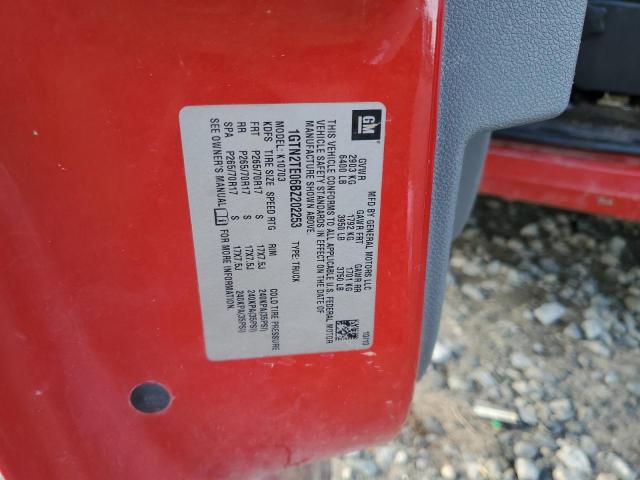 GM
MFD BY GENERAL MOTORS LLC 10/10
GVWR GAWR FRT GAWR RR
2903 KG 1792 KG 1701 KG
6400 LB 3950 LB 3750 LB
THIS VEHICLE CONFORMS TO ALL APPLICABLE U.S. FEDERAL MOTOR
VEHICLE SAFETY STANDARDS IN EFFECT ON THE DATE OF
MANUFACTURE SHOWN ABOVE.
1GTN2TE06BZ202253 TYPE: TRUCK
MODEL: K10703
KDFS TIRE SIZE SPEED RTG RIM COLD TIRE PRESSURE
FRT P265/70R17 S 17X7.5J 240KPA(35PSI)
RR P265/70R17 S 17X7.5J 240KPA(35PSI)
SPA P265/70R17 S 17X7.5J 240KPA(35PSI)
SEE OWNER'S MANUAL FOR MORE INFORMATION.